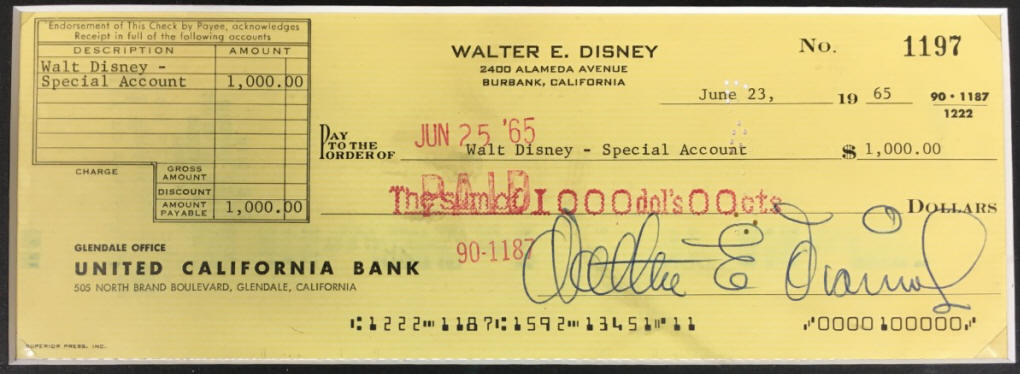 Endorsement of This Check by Payee, acknowledges
Receipt in full of the following accounts
DESCRIPTION AMOUNT
Walt Disney -
Special Account 1,000.00
CHARGE
GROSS AMOUNT
DISCOUNT
AMOUNT PAYABLE 1,000.00
WALTER E. DISNEY
2400 ALAMEDA AVENUE
BURBANK, CALIFORNIA
No. 1197
June 23, 19 65
90-1187
1222
JUN 25 '65
PAY TO THE ORDER OF Walt Disney - Special Account $ 1,000.00
PAID
The sum of 1000 dol's 00 cts DOLLARS
90-1187
GLENDALE OFFICE
UNITED CALIFORNIA BANK
505 NORTH BRAND BOULEVARD, GLENDALE, CALIFORNIA
Walter E Disney
⑆1222⑉1187⑆1592⑉13451⑈11 ⑈0000100000⑈
SUPERIOR PRESS, INC.